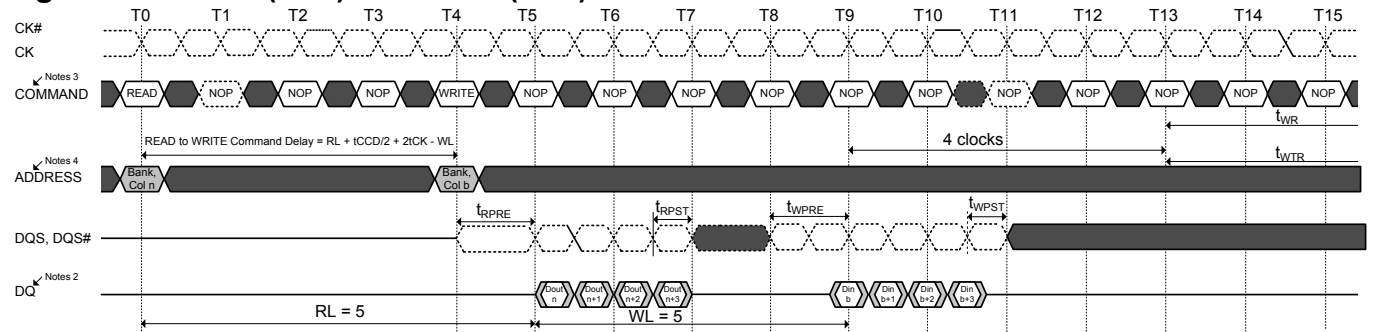 T0 T1 T2 T3 T4 T5 T6 T7 T8 T9 T10 T11 T12 T13 T14 T15
CK#
CK
Notes 3
COMMAND READ NOP NOP NOP WRITE NOP NOP NOP NOP NOP NOP NOP NOP NOP NOP NOP
tWR
READ to WRITE Command Delay = RL + tCCD/2 + 2tCK - WL
4 clocks
tWTR
Notes 4
ADDRESS
Bank, Col n
Bank, Col b
tRPRE tRPST tWPRE tWPST
DQS, DQS#
Notes 2
DQ
Dout n
Dout n+1
Dout n+2
Dout n+3
Din b
Din b+1
Din b+2
Din b+3
RL = 5
WL = 5